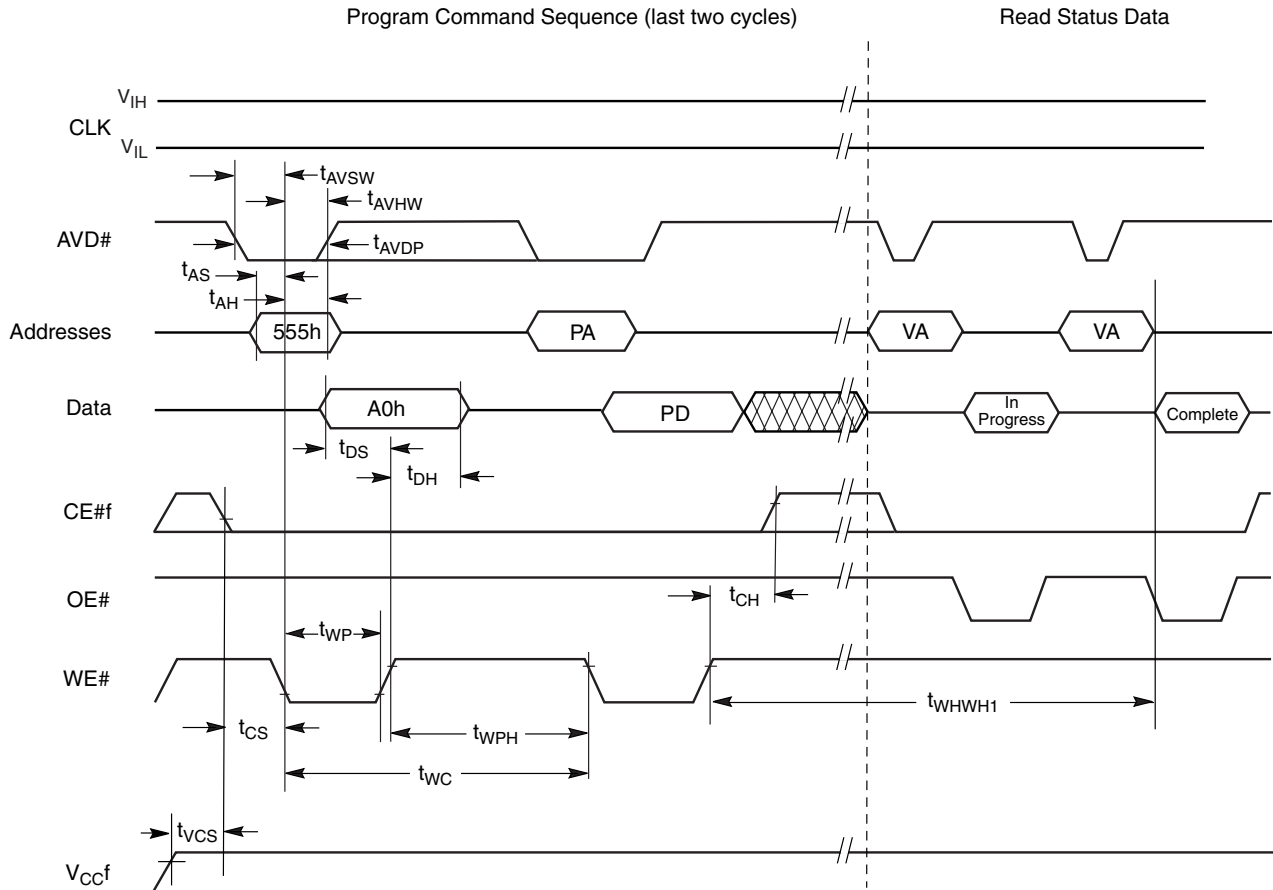 Program Command Sequence (last two cycles) Read Status Data
VIH
CLK
VIL
tAVSW
tAVHW
AVD#
tAVDP
tAS
tAH
Addresses 555h PA VA VA
Data A0h PD In Progress Complete
tDS
tDH
CE#f
OE#
tCH
tWP
WE#
tWHWH1
tCS
tWPH
tWC
tVCS
VCCf